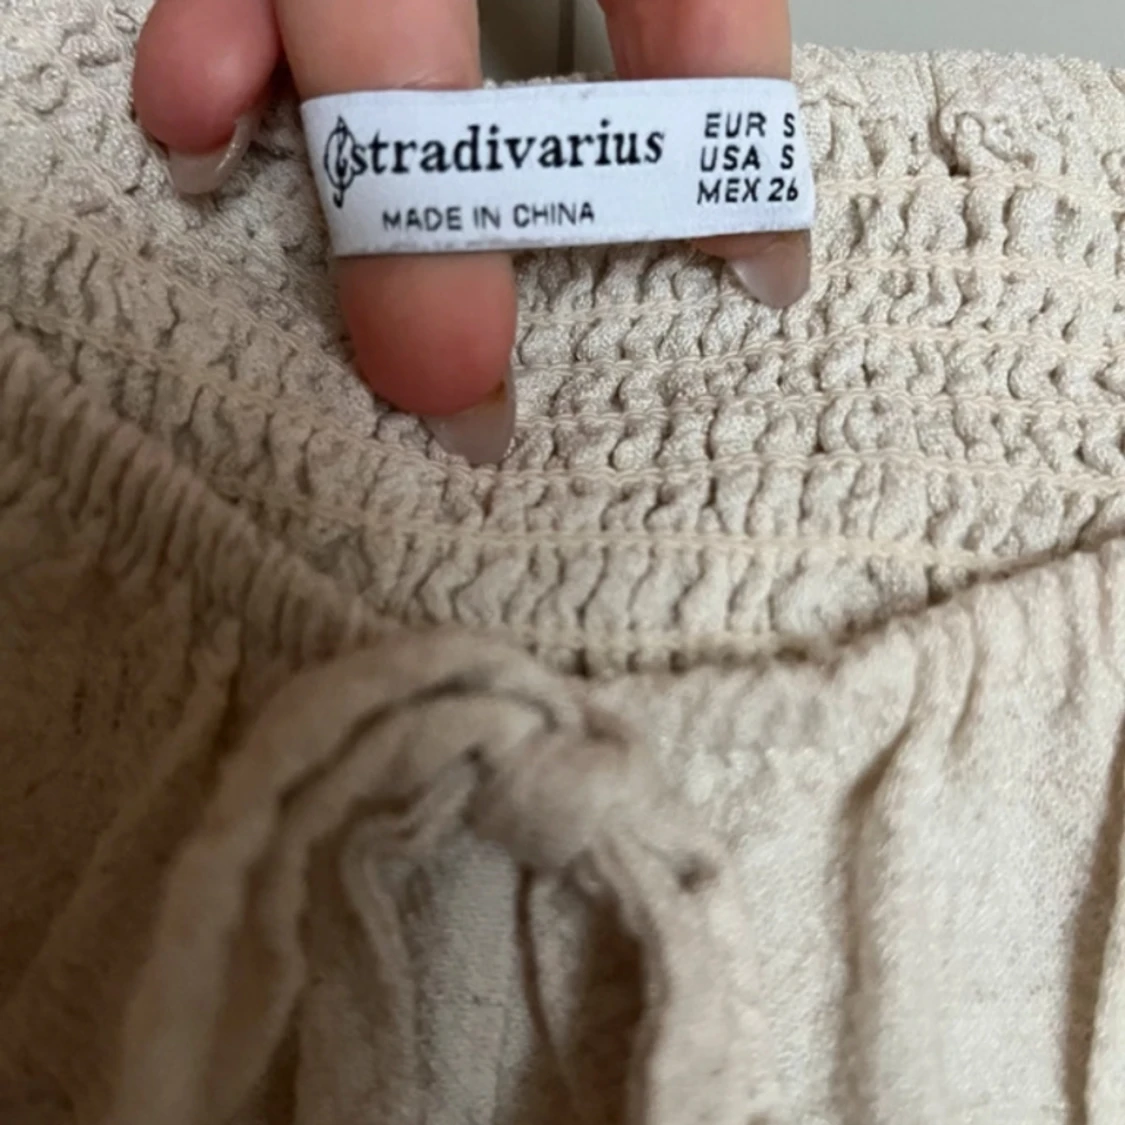 stradivarius
MADE IN CHINA
EUR S
USA S
MEX 26